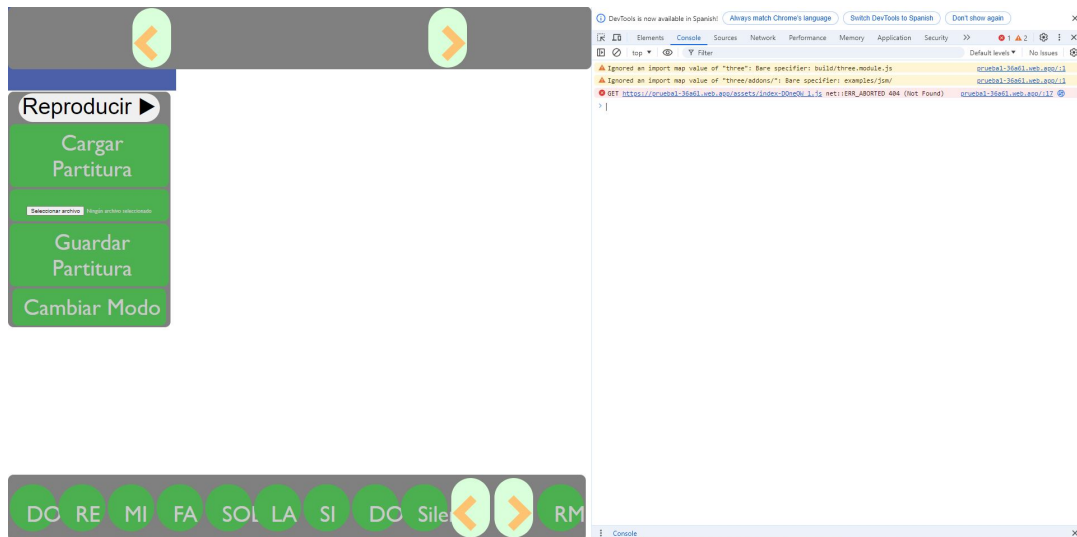 Reproducir ▶
Cargar
Partitura
Seleccionar archivo Ningún archivo seleccionado
Guardar
Partitura
Cambiar Modo
DO RE MI FA SOL LA SI DO Siler RM
DevTools is now available in Spanish! Always match Chrome's language Switch DevTools to Spanish Don't show again
Elements Console Sources Network Performance Memory Application Security 1 2
top Filter Default levels No Issues
Ignored an import map value of "three": Bare specifier: build/three.module.js prueba1-36a61.web.app/:1
Ignored an import map value of "three/addons/": Bare specifier: examples/jsm/ prueba1-36a61.web.app/:1
GET https://prueba1-36a61.web.app/assets/index-DOneOW_1.js net::ERR_ABORTED 404 (Not Found) prueba1-36a61.web.app/:17
Console